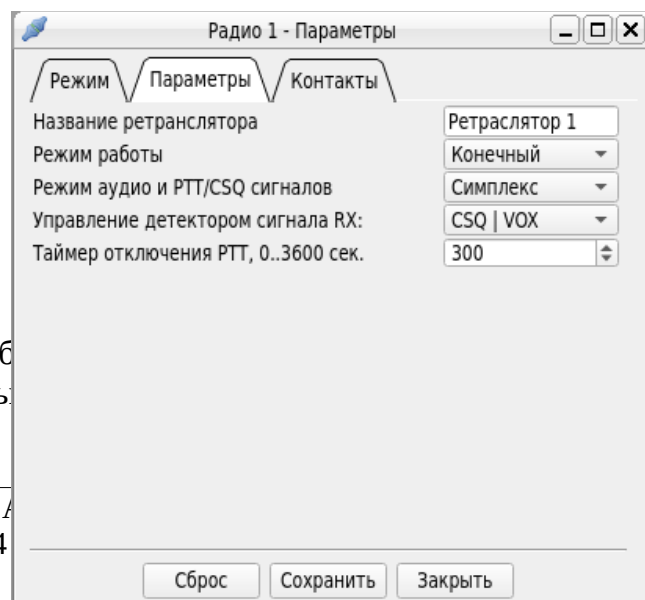 Радио 1 - Параметры
Режим Параметры Контакты
Название ретранслятора Ретраслятор 1
Режим работы Конечный
Режим аудио и PTT/CSQ сигналов Симплекс
Управление детектором сигнала RX: CSQ | VOX
Таймер отключения PTT, 0..3600 сек. 300
Сброс Сохранить Закрыть